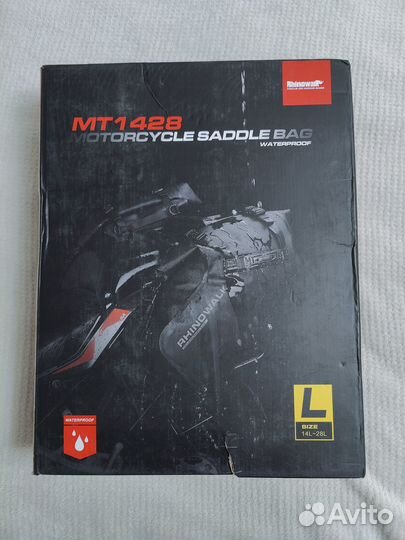 Rhinowalk
MT1428
MOTORCYCLE SADDLE BAG
WATERPROOF
RHINOWALK
L
SIZE
14L~28L
WATERPROOF
Avito